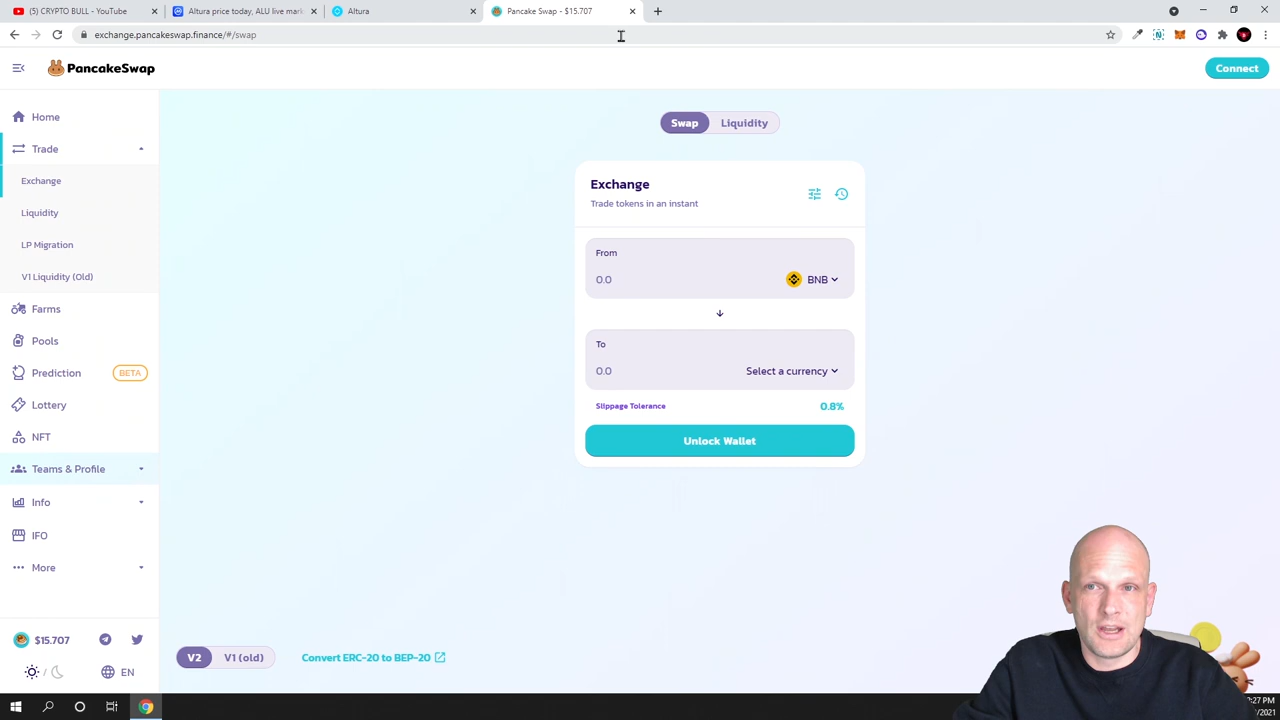 (5) CRYPTO BULL - YouTube
Altura price today, ALU live mark
Altura
Pancake Swap - $15.707
exchange.pancakeswap.finance/#/swap
PancakeSwap
Connect
Home
Trade
Exchange
Liquidity
LP Migration
V1 Liquidity (Old)
Farms
Pools
Prediction
BETA
Lottery
NFT
Teams & Profile
Info
IFO
More
$15.707
EN
Swap
Liquidity
Exchange
Trade tokens in an instant
From
0.0
BNB
To
0.0
Select a currency
Slippage Tolerance
0.8%
Unlock Wallet
V2
V1 (old)
Convert ERC-20 to BEP-20
:27 PM
/2021